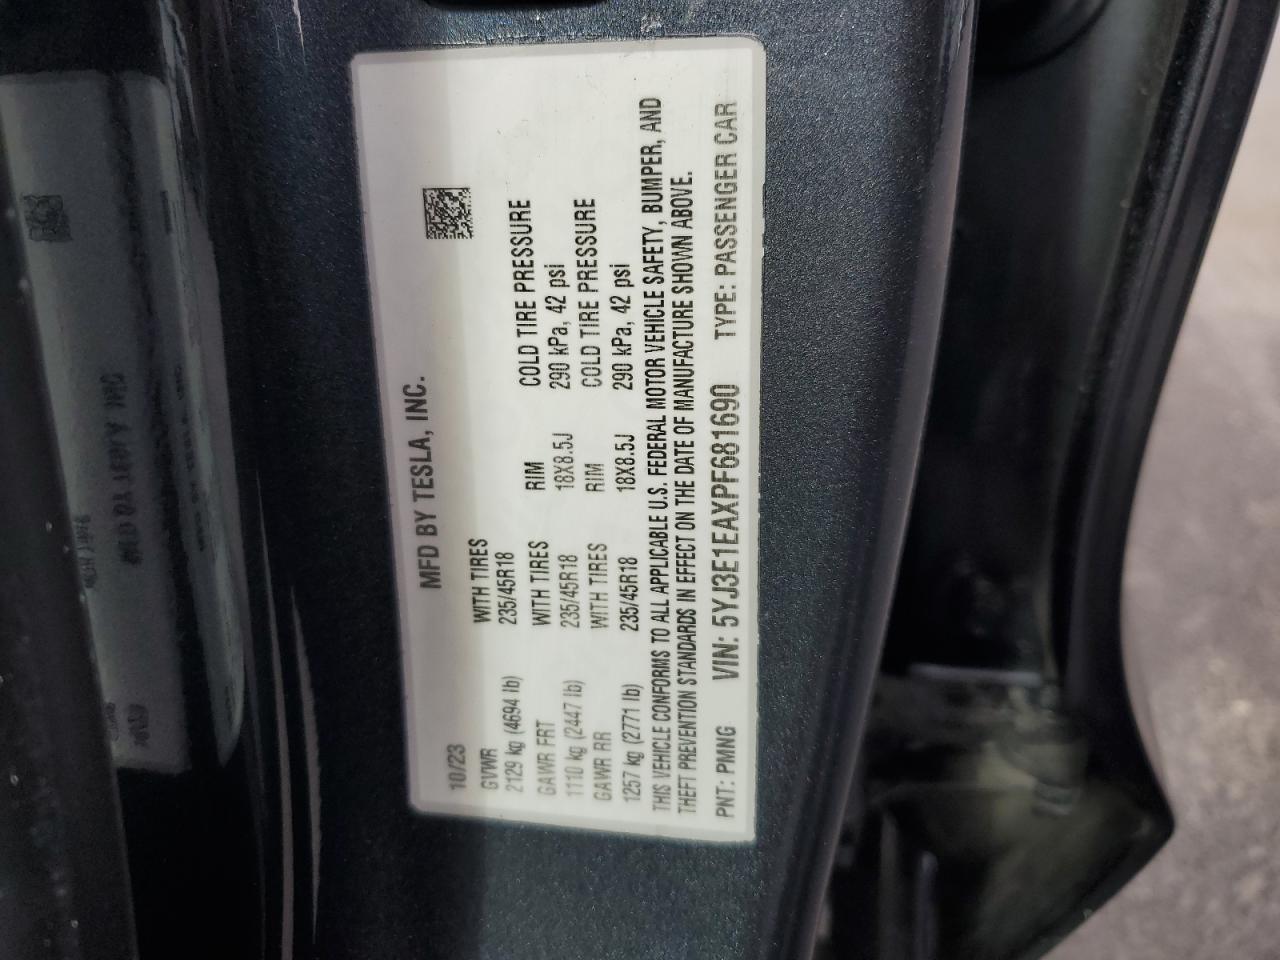 MFD BY TESLA, INC.
10/23
GVWR WITH TIRES
2129 kg (4694 lb) 235/45R18
GAWR FRT WITH TIRES RIM COLD TIRE PRESSURE
1110 kg (2447 lb) 235/45R18 18X8.5J 290 kPa, 42 psi
GAWR RR WITH TIRES RIM COLD TIRE PRESSURE
1257 kg (2771 lb) 235/45R18 18X8.5J 290 kPa, 42 psi
THIS VEHICLE CONFORMS TO ALL APPLICABLE U.S. FEDERAL MOTOR VEHICLE SAFETY, BUMPER, AND
THEFT PREVENTION STANDARDS IN EFFECT ON THE DATE OF MANUFACTURE SHOWN ABOVE.
PNT: PMNG VIN: 5YJ3E1EAXPF681690 TYPE: PASSENGER CAR